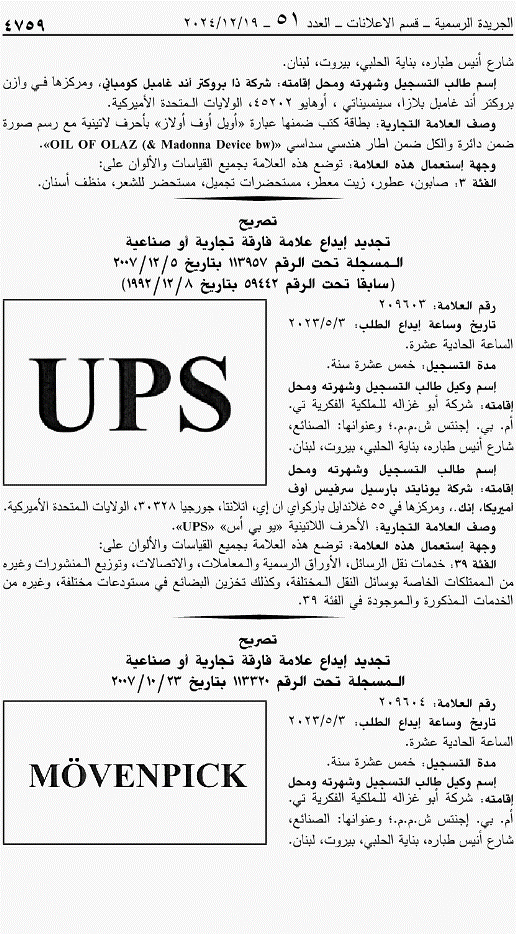 الجريدة الرسمية ـ قسم الاعلانات ـ العدد ٥١ ـ ٢٠٢٤/١٢/١٩
٤٧٥٩
شارع أنيس طباره، بناية الحلبي، بيروت، لبنان.
إسم طالب التسجيل وشهرته ومحل إقامته: شركة ذا بروكتر أند غامبل كومباني، ومركزها في وازن
بروكتر أند غامبل بلازا، سينسيناتي ، أوهايو ٤٥٢٠٢، الولايات المتحدة الأميركية.
وصف العلامة التجارية: بطاقة كتب ضمنها عبارة «أويل أوف أولاز» بأحرف لاتينية مع رسم صورة
ضمن دائرة والكل ضمن اطار هندسي سداسي «OIL OF OLAZ (& Madonna Device bw)».
وجهة إستعمال هذه العلامة: توضع هذه العلامة بجميع القياسات والألوان على:
الفئة ٣: صابون، عطور، زيت معطر، مستحضرات تجميل، مستحضر للشعر، منظف أسنان.
تصريح
تجديد إيداع علامة فارقة تجارية أو صناعية
المسجلة تحت الرقم ١١٣٩٥٧ بتاريخ ٢٠٠٧/١٢/٥
(سابقا تحت الرقم ٥٩٤٤٢ بتاريخ ١٩٩٢/١٢/٨)
رقم العلامة: ٢٠٩٦٠٣
تاريخ وساعة إيداع الطلب: ٢٠٢٣/٥/٣
الساعة الحادية عشرة.
مدة التسجيل: خمس عشرة سنة.
إسم وكيل طالب التسجيل وشهرته ومحل
إقامته: شركة أبو غزاله للملكية الفكرية تي.
أم. بي. إجنتس ش.م.م.؛ وعنوانها: الصنائع،
شارع أنيس طباره، بناية الحلبي، بيروت، لبنان.
UPS
إسم طالب التسجيل وشهرته ومحل
إقامته: شركة يونايتد بارسيل سرفيس اوف
اميريكا، إنك.، ومركزها في ٥٥ غلاندايل باركواي ان إي، اتلانتا، جورجيا ٣٠٣٢٨، الولايات المتحدة الأميركية.
وصف العلامة التجارية: الأحرف اللاتينية «يو بي أس» «UPS».
وجهة إستعمال هذه العلامة: توضع هذه العلامة بجميع القياسات والألوان على:
الفئة ٣٩: خدمات نقل الرسائل، الأوراق الرسمية والمعاملات، والاتصالات، وتوزيع المنشورات وغيره
من الممتلكات الخاصة بوسائل النقل المختلفة، وكذلك تخزين البضائع في مستودعات مختلفة، وغيره من
الخدمات المذكورة والموجودة في الفئة ٣٩.
تصريح
تجديد إيداع علامة فارقة تجارية أو صناعية
المسجلة تحت الرقم ١١٣٣٢٠ بتاريخ ٢٠٠٧/١٠/٢٣
رقم العلامة: ٢٠٩٦٠٤
تاريخ وساعة إيداع الطلب: ٢٠٢٣/٥/٣
الساعة الحادية عشرة.
مدة التسجيل: خمس عشرة سنة.
إسم وكيل طالب التسجيل وشهرته ومحل
إقامته: شركة أبو غزاله للملكية الفكرية تي.
أم. بي. إجنتس ش.م.م.؛ وعنوانها: الصنائع،
شارع أنيس طباره، بناية الحلبي، بيروت، لبنان.
MÖVENPICK